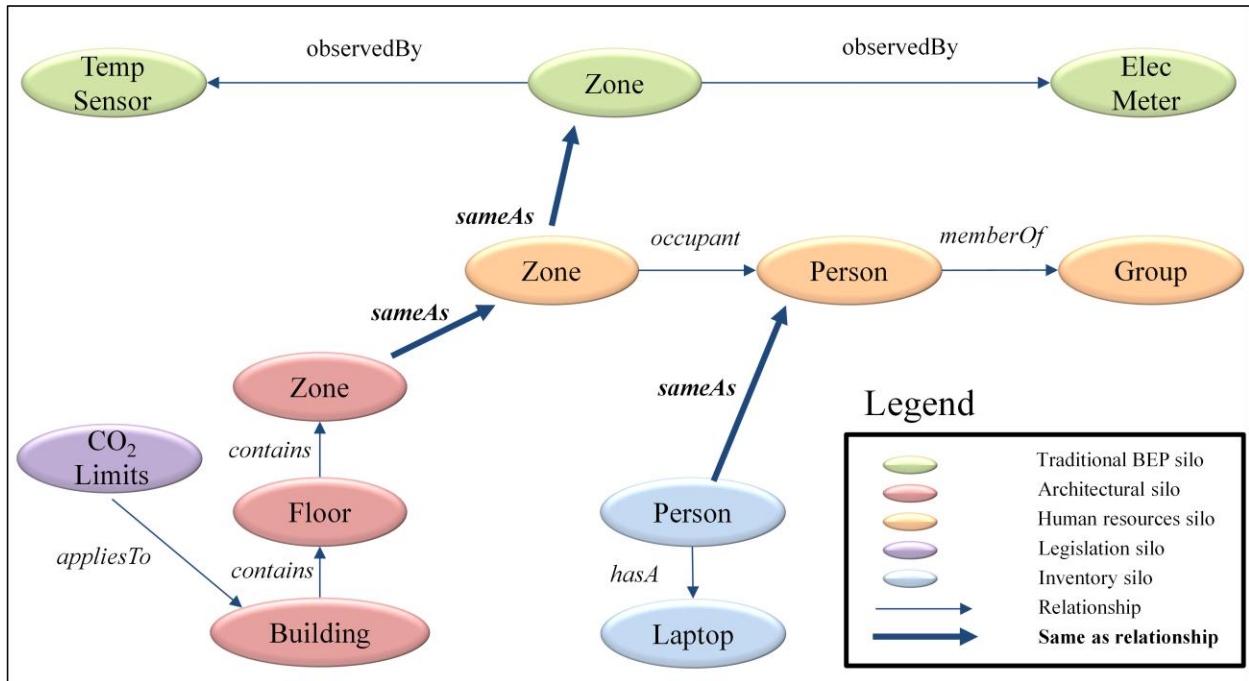 observedBy
observedBy
Temp
Sensor
Zone
Elec
Meter
sameAs
occupant
memberOf
Zone
Person
Group
sameAs
Zone
sameAs
Legend
CO₂
Limits
contains
Traditional BEP silo
Architectural silo
Floor
Person
Human resources silo
Legislation silo
appliesTo
contains
hasA
Inventory silo
Relationship
Building
Laptop
Same as relationship